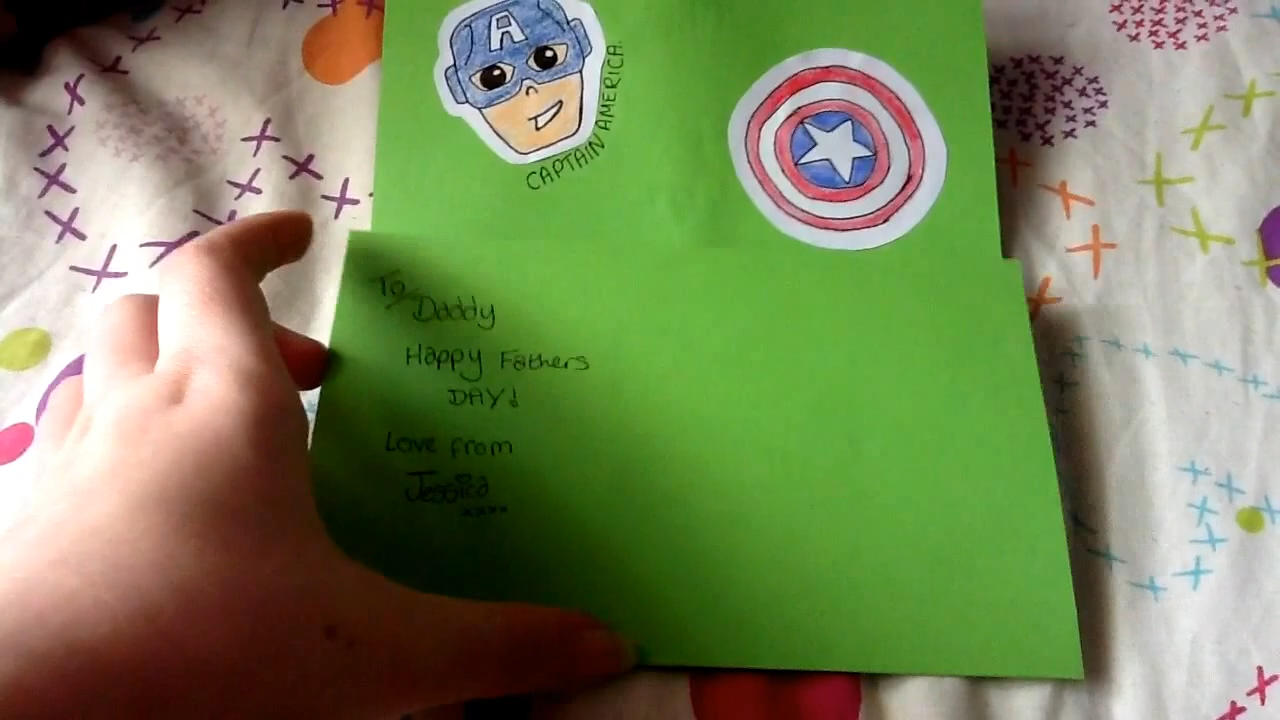 A
CAPTAIN AMERICA.
To
Daddy
Happy Fathers
DAY!
Love from
Jessica
xxxx